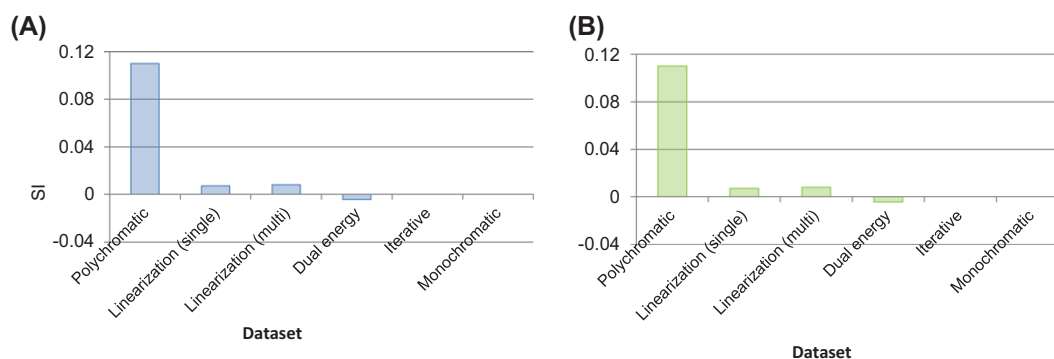 (A)
0.12
0.08
0.04
0
-0.04
SI
Polychromatic
Linearization (single)
Linearization (multi)
Dual energy
Iterative
Monochromatic
Dataset
(B)
0.12
0.08
0.04
0
-0.04
Polychromatic
Linearization (single)
Linearization (multi)
Dual energy
Iterative
Monochromatic
Dataset